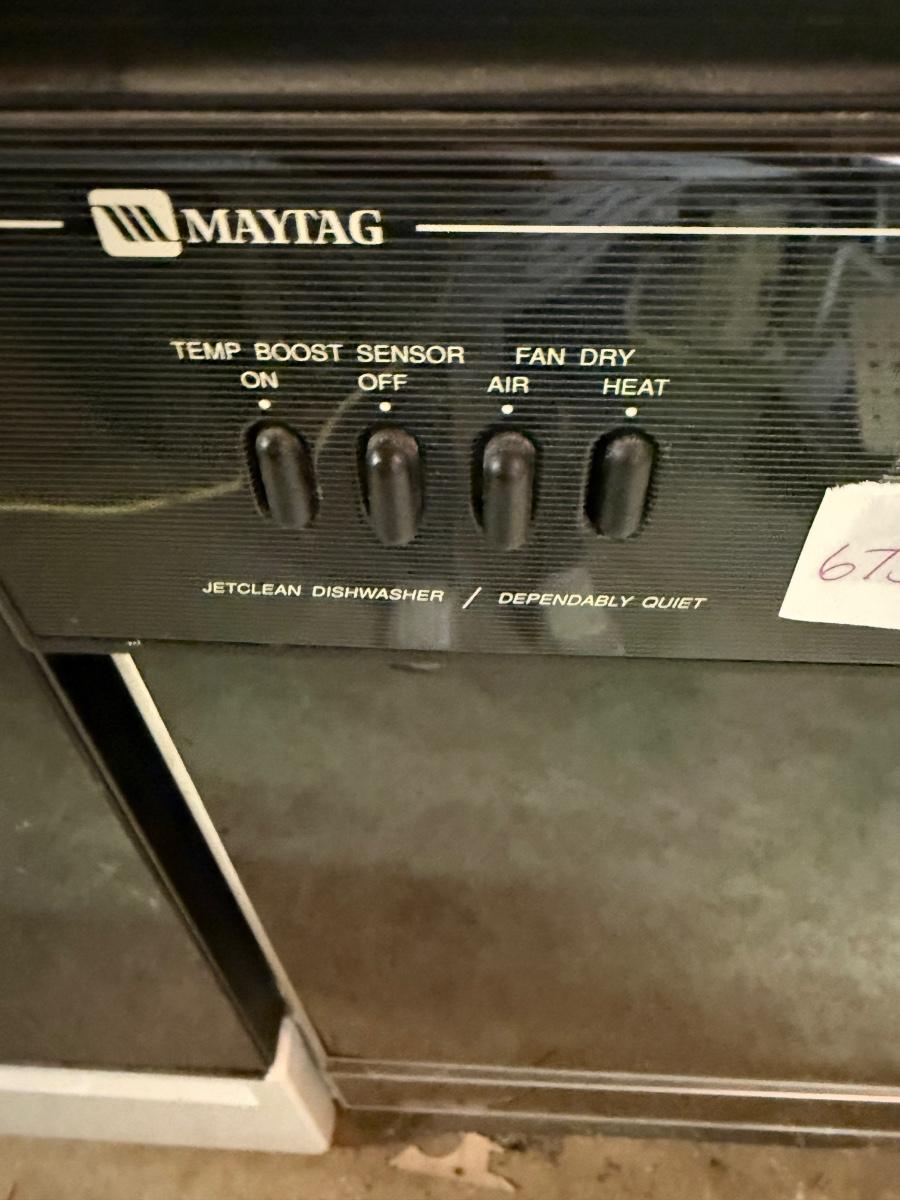 MAYTAG
TEMP BOOST SENSOR FAN DRY
ON OFF AIR HEAT
JETCLEAN DISHWASHER / DEPENDABLY QUIET